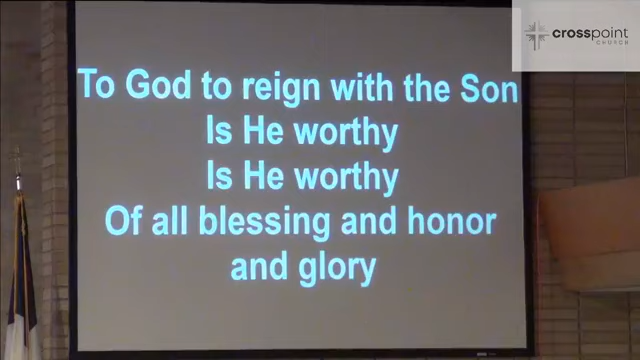 crosspoint
CHURCH
To God to reign with the Son
Is He worthy
Is He worthy
Of all blessing and honor
and glory